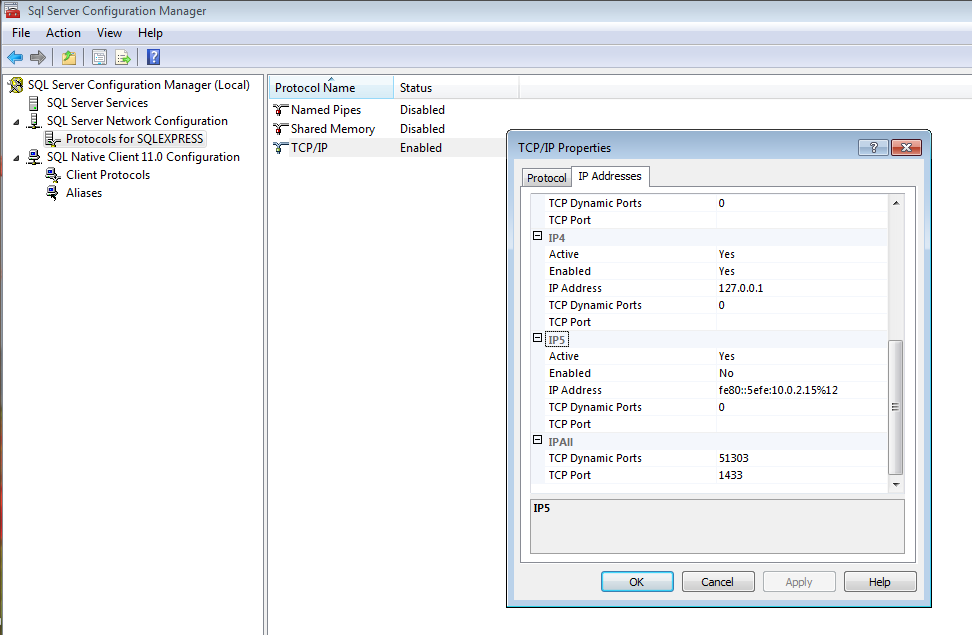 Sql Server Configuration Manager
File Action View Help
SQL Server Configuration Manager (Local)
SQL Server Services
SQL Server Network Configuration
Protocols for SQLEXPRESS
SQL Native Client 11.0 Configuration
Client Protocols
Aliases
Protocol Name Status
Named Pipes Disabled
Shared Memory Disabled
TCP/IP Enabled
TCP/IP Properties
Protocol IP Addresses
TCP Dynamic Ports 0
TCP Port
IP4
Active Yes
Enabled Yes
IP Address 127.0.0.1
TCP Dynamic Ports 0
TCP Port
IP5
Active Yes
Enabled No
IP Address fe80::5efe:10.0.2.15%12
TCP Dynamic Ports 0
TCP Port
IPAll
TCP Dynamic Ports 51303
TCP Port 1433
IP5
OK Cancel Apply Help